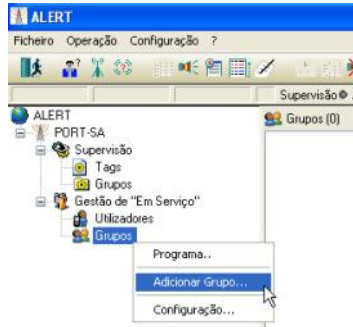 ALERT
Ficheiro Operação Configuração ?
Supervisão
ALERT
Grupos (0)
PORT-SA
Supervisão
Tags
Grupos
Gestão de "Em Serviço"
Utilizadores
Grupos
Programa..
Adicionar Grupo...
Configuração...